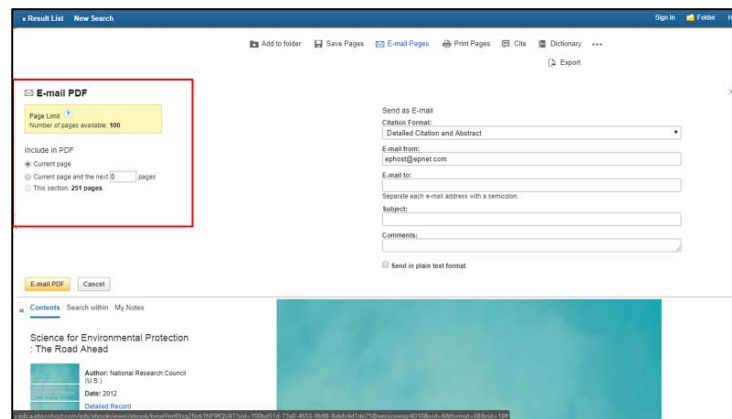 « Result List New Search Sign In Folder
Add to folder Save Pages E-mail Pages Print Pages Cite Dictionary •••
Export
E-mail PDF
Page Limit ?
Number of pages available: 100
Include in PDF
Current page
Current page and the next 0 pages
This section: 251 pages
Send as E-mail
Citation Format:
Detailed Citation and Abstract
E-mail from:
ephost@epnet.com
E-mail to:
Separate each e-mail address with a semicolon.
Subject:
Comments:
Send in plain text format
E-mail PDF Cancel
« Contents Search within My Notes
Science for Environmental Protection
: The Road Ahead
Author: National Research Council
(U.S.)
Date: 2012
Detailed Record